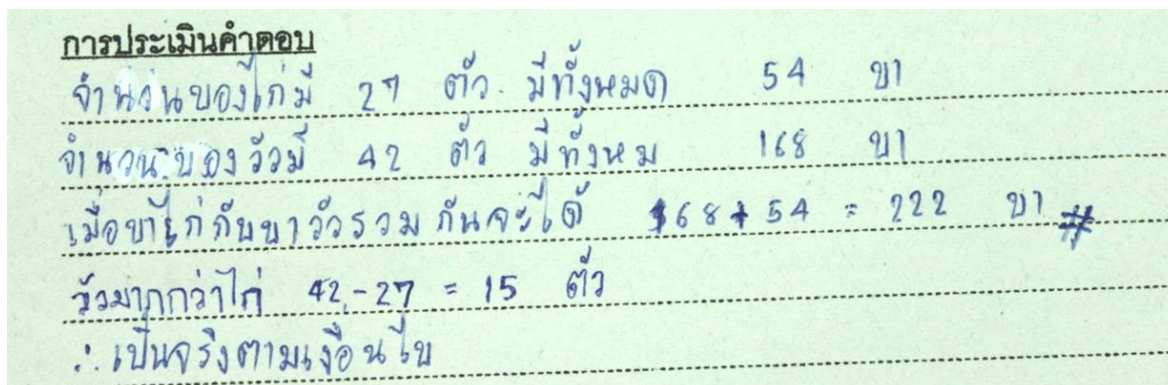 การประเมินคำตอบ
จำนวนของไก่มี 27 ตัว มีทั้งหมด 54 ขา
จำนวนของวัวมี 42 ตัว มีทั้งหม 168 ขา
เมื่อขาไก่กับขาวัวรวมกันจะได้ 168+54 = 222 ขา #
วัวมากกว่าไก่ 42-27 = 15 ตัว
∴ เป็นจริงตามเงื่อนไข